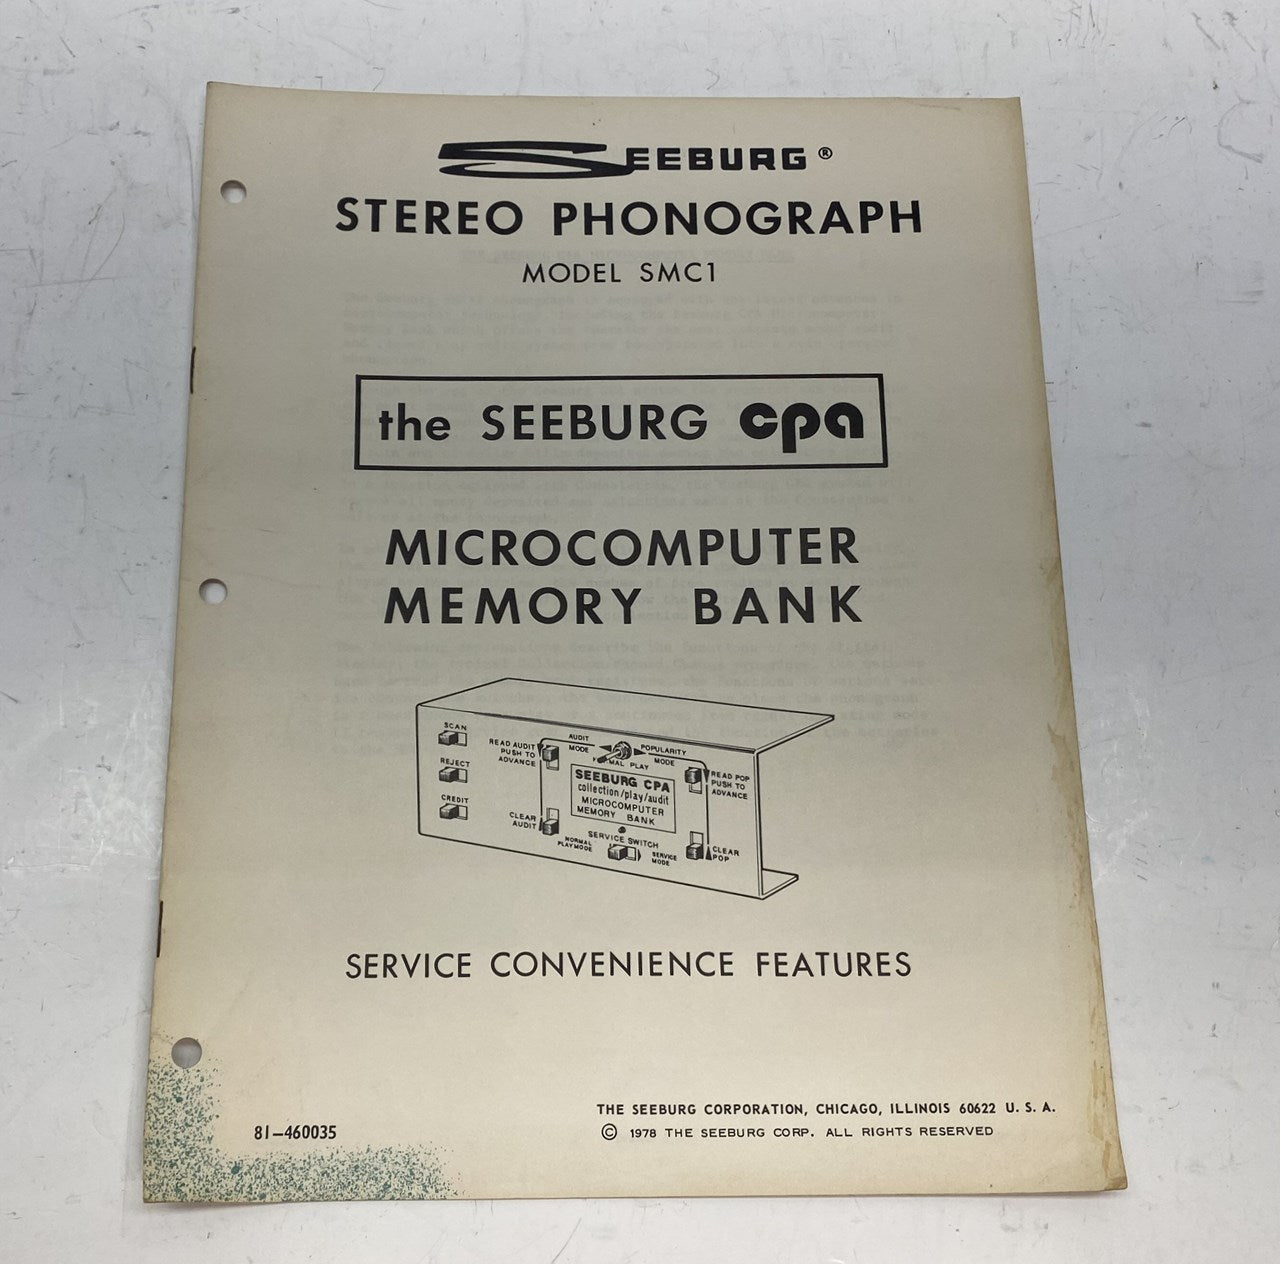 SEEBURG ®
STEREO PHONOGRAPH
MODEL SMC1
the SEEBURG cpa
MICROCOMPUTER
MEMORY BANK
SCAN
REJECT
CREDIT
READ AUDIT
PUSH TO
ADVANCE
AUDIT
MODE
POPULARITY
MODE
NORMAL PLAY
READ POP
PUSH TO
ADVANCE
SEEBURG CPA
collection/play/audit
MICROCOMPUTER
MEMORY BANK
CLEAR
AUDIT
SERVICE SWITCH
NORMAL
PLAY MODE
SERVICE
MODE
CLEAR
POP
SERVICE CONVENIENCE FEATURES
THE SEEBURG CORPORATION, CHICAGO, ILLINOIS 60622 U. S. A.
© 1978 THE SEEBURG CORP. ALL RIGHTS RESERVED
81-460035